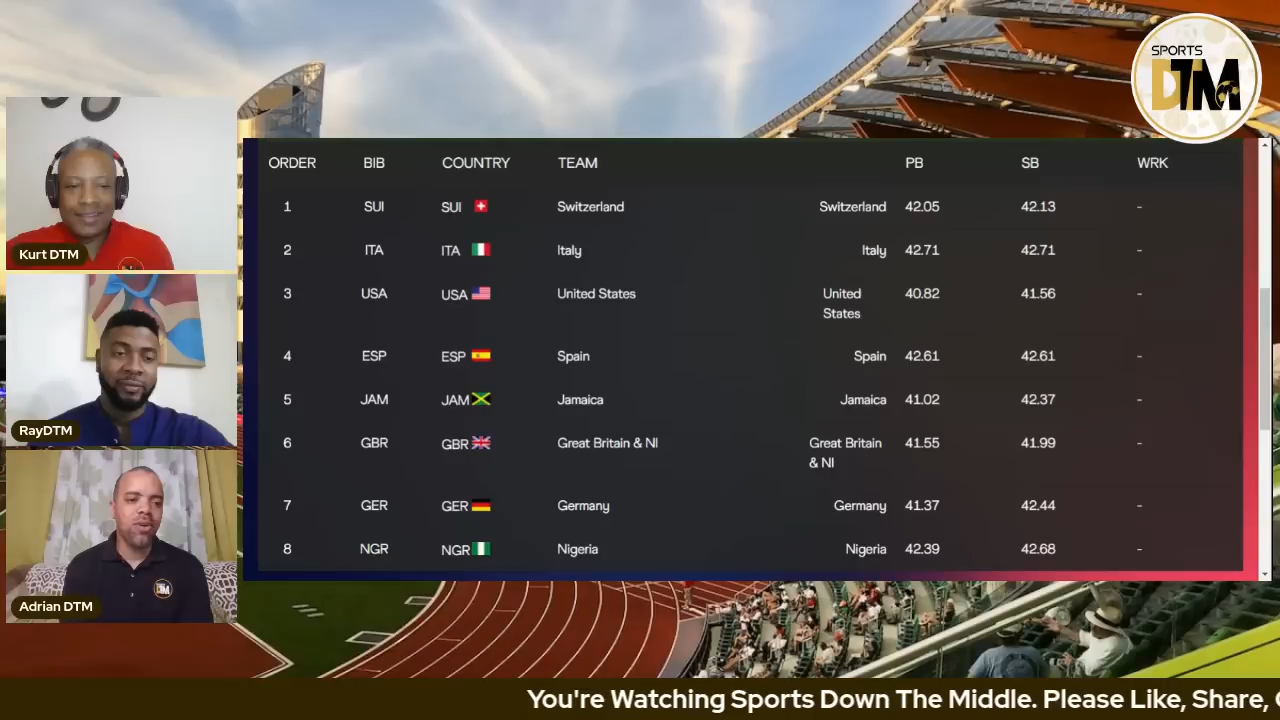 SPORTS
DTM
ORDER BIB COUNTRY TEAM PB SB WRK
1 SUI SUI Switzerland Switzerland 42.05 42.13 -
2 ITA ITA Italy Italy 42.71 42.71 -
3 USA USA United States United 40.82 41.56 -
States
4 ESP ESP Spain Spain 42.61 42.61 -
5 JAM JAM Jamaica Jamaica 41.02 42.37 -
6 GBR GBR Great Britain & NI Great Britain 41.55 41.99 -
& NI
7 GER GER Germany Germany 41.37 42.44 -
8 NGR NGR Nigeria Nigeria 42.39 42.68 -
Kurt DTM
RayDTM
Adrian DTM
You're Watching Sports Down The Middle. Please Like, Share,